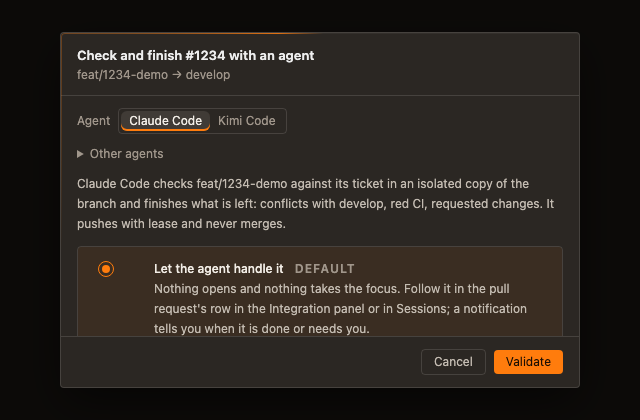 Check and finish #1234 with an agent
feat/1234-demo → develop
Agent Claude Code Kimi Code
▶ Other agents
Claude Code checks feat/1234-demo against its ticket in an isolated copy of the
branch and finishes what is left: conflicts with develop, red CI, requested changes. It
pushes with lease and never merges.
Let the agent handle it DEFAULT
Nothing opens and nothing takes the focus. Follow it in the pull
request's row in the Integration panel or in Sessions; a notification
tells you when it is done or needs you.
Cancel Validate